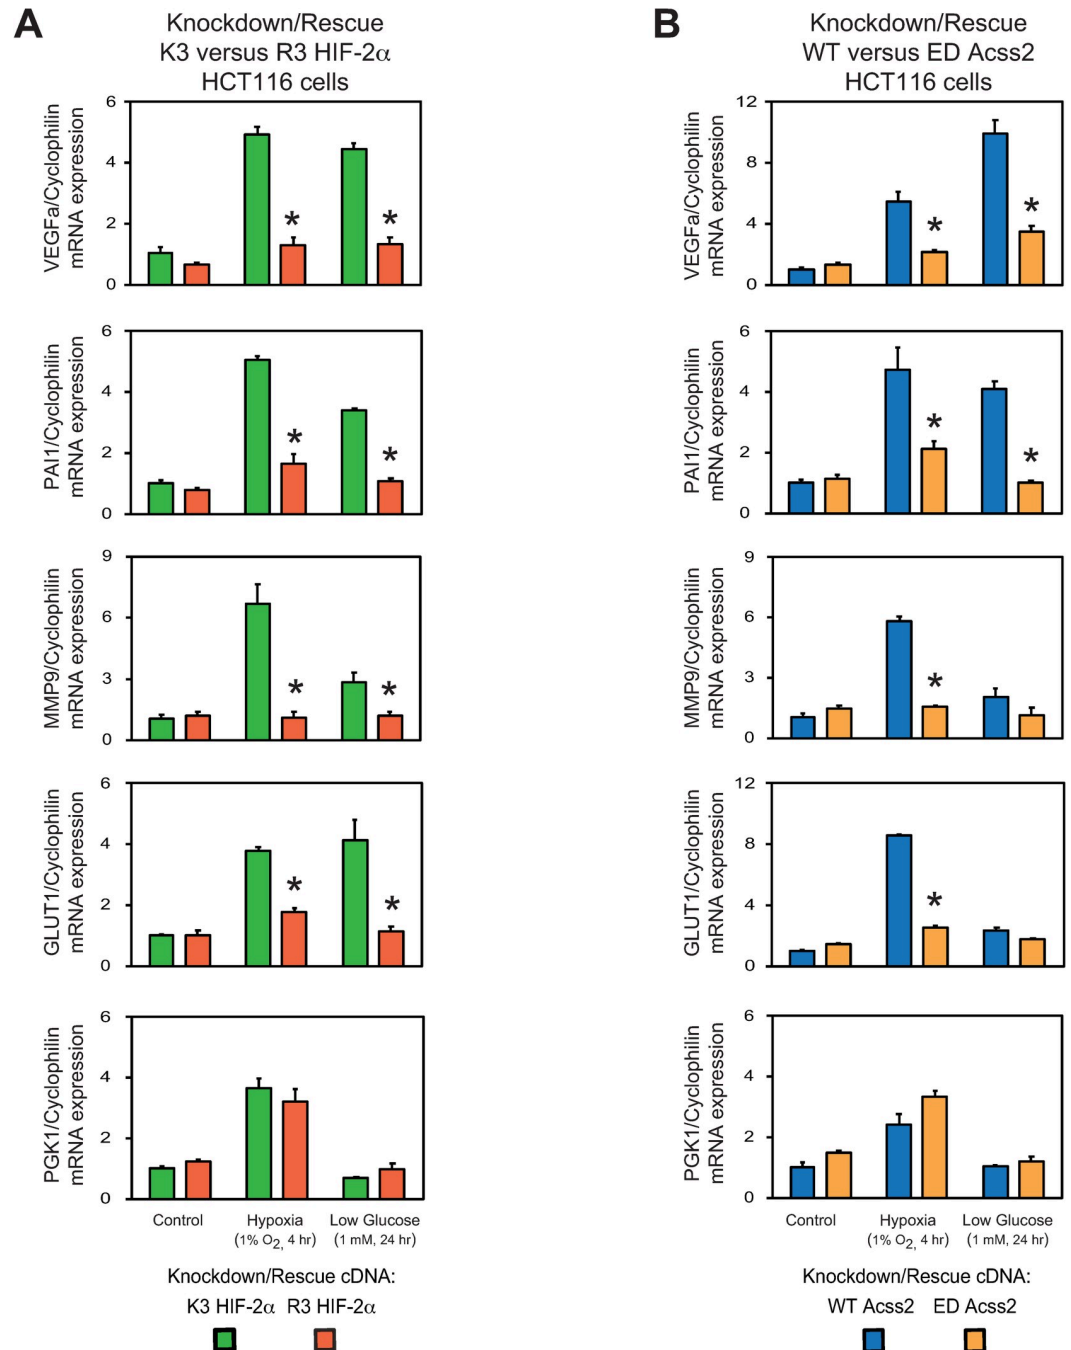 A
Knockdown/Rescue
K3 versus R3 HIF-2α
HCT116 cells
VEGFa/Cyclophilin
mRNA expression
6
4
2
0
*
*
PAI1/Cyclophilin
mRNA expression
6
4
2
0
*
*
MMP9/Cyclophilin
mRNA expression
9
6
3
0
*
*
GLUT1/Cyclophilin
mRNA expression
6
4
2
0
*
*
PGK1/Cyclophilin
mRNA expression
6
4
2
0
Control Hypoxia Low Glucose
(1% O2, 4 hr) (1 mM, 24 hr)
Knockdown/Rescue cDNA:
K3 HIF-2α R3 HIF-2α
B
Knockdown/Rescue
WT versus ED Acss2
HCT116 cells
VEGFa/Cyclophilin
mRNA expression
12
8
4
0
*
*
PAI1/Cyclophilin
mRNA expression
6
4
2
0
*
*
MMP9/Cyclophilin
mRNA expression
9
6
3
0
*
GLUT1/Cyclophilin
mRNA expression
12
8
4
0
*
PGK1/Cyclophilin
mRNA expression
6
4
2
0
Control Hypoxia Low Glucose
(1% O2, 4 hr) (1 mM, 24 hr)
Knockdown/Rescue cDNA:
WT Acss2 ED Acss2